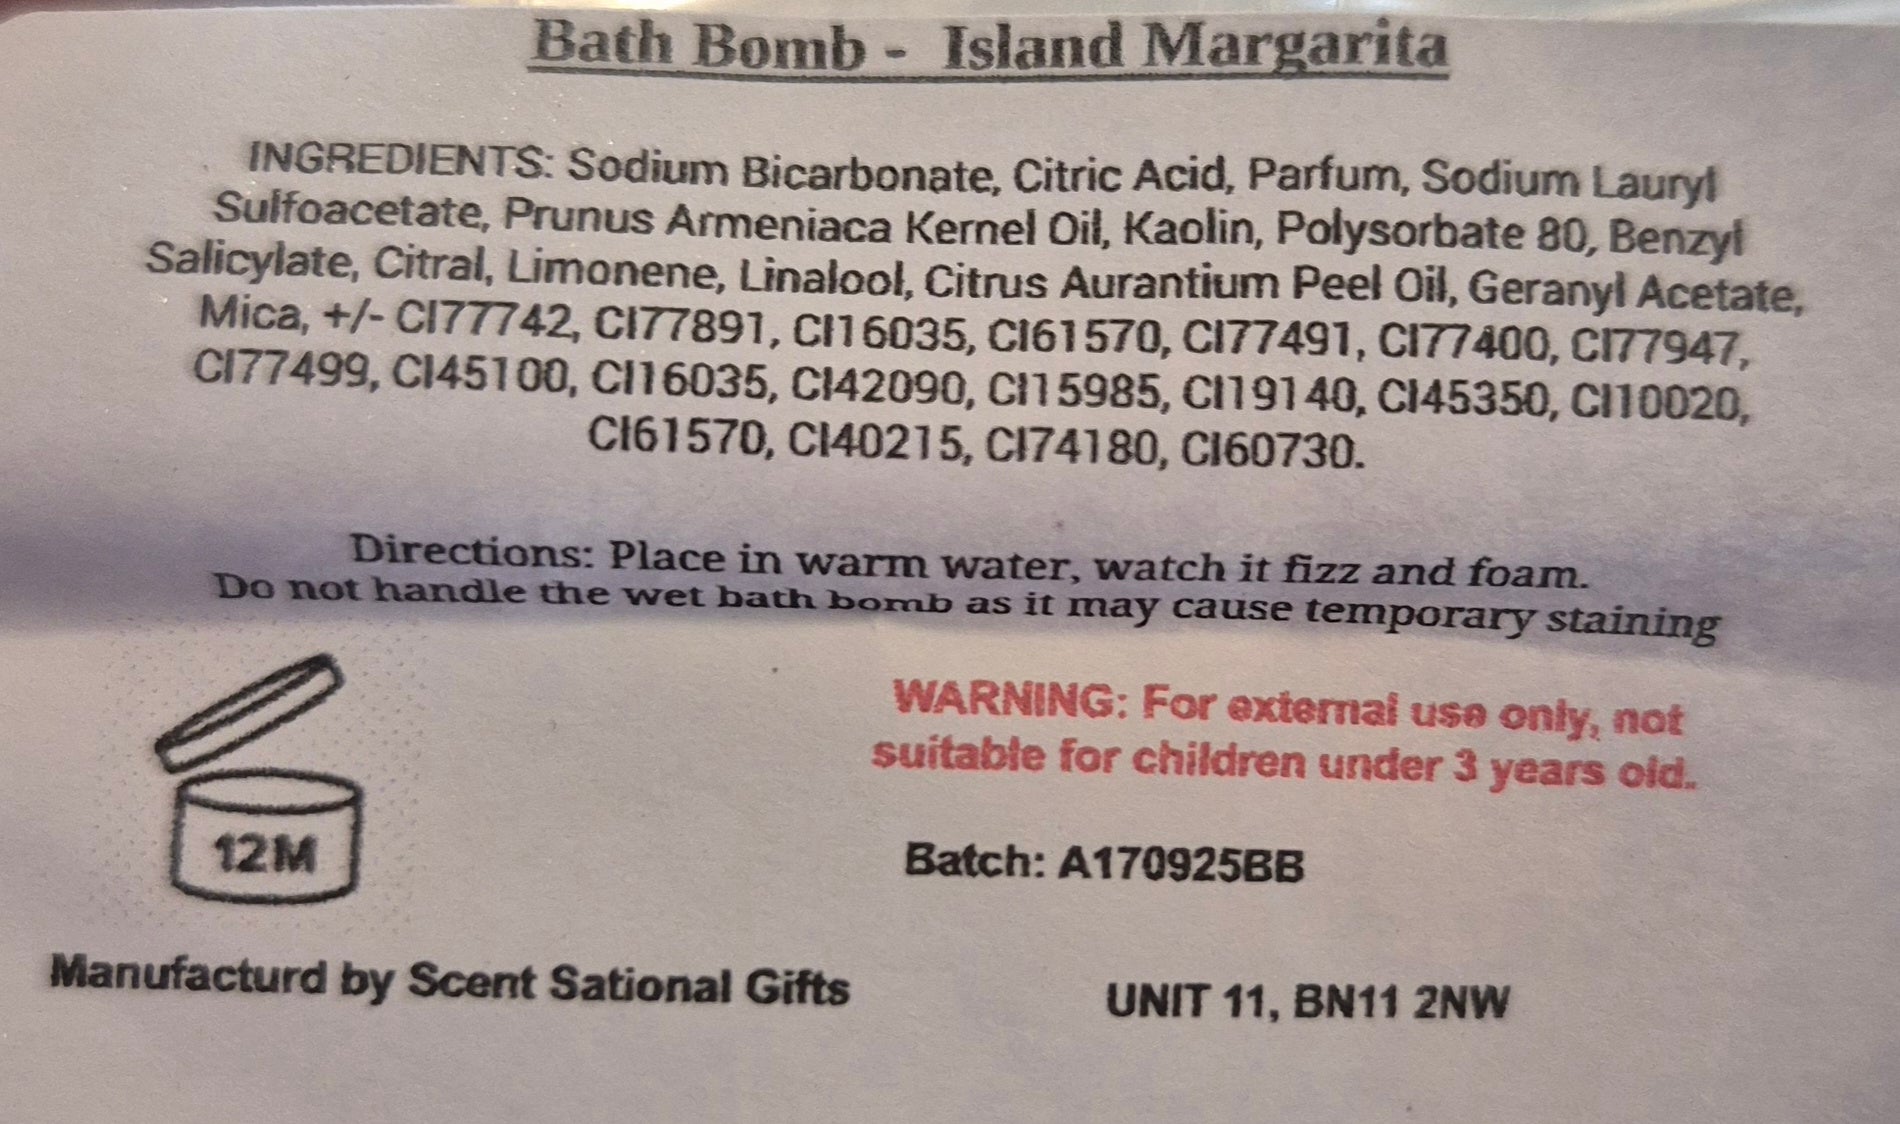 Bath Bomb - Island Margarita
INGREDIENTS: Sodium Bicarbonate, Citric Acid, Parfum, Sodium Lauryl
Sulfoacetate, Prunus Armeniaca Kernel Oil, Kaolin, Polysorbate 80, Benzyl
Salicylate, Citral, Limonene, Linalool, Citrus Aurantium Peel Oil, Geranyl Acetate,
Mica, +/- CI77742, CI77891, CI16035, CI61570, CI77491, CI77400, CI77947,
CI77499, CI45100, CI16035, CI42090, CI15985, CI19140, CI45350, CI10020,
CI61570, CI40215, CI74180, CI60730.
Directions: Place in warm water, watch it fizz and foam.
Do not handle the wet bath bomb as it may cause temporary staining
WARNING: For external use only, not
suitable for children under 3 years old.
12M
Batch: A170925BB
Manufacturd by Scent Sational Gifts
UNIT 11, BN11 2NW